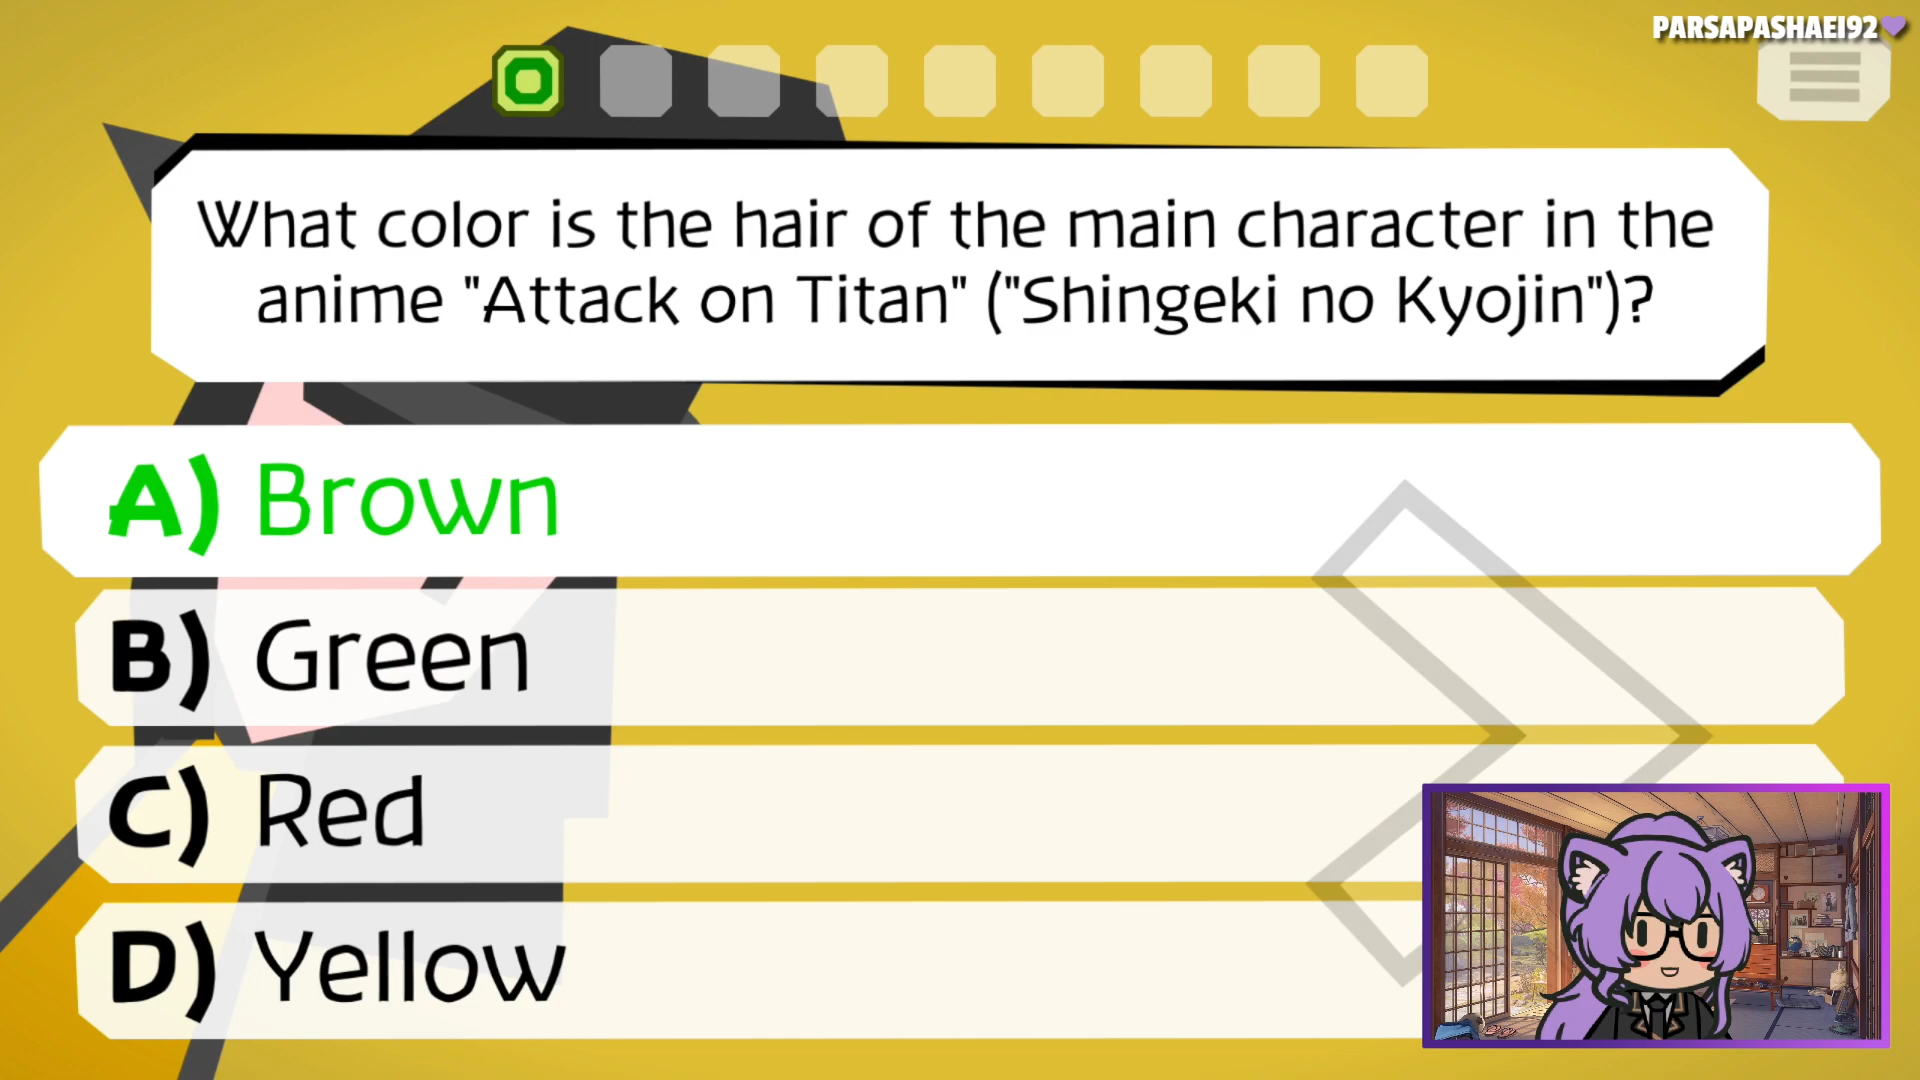 PARSAPASHAEI92
What color is the hair of the main character in the
anime "Attack on Titan" ("Shingeki no Kyojin")?
A) Brown
B) Green
C) Red
D) Yellow